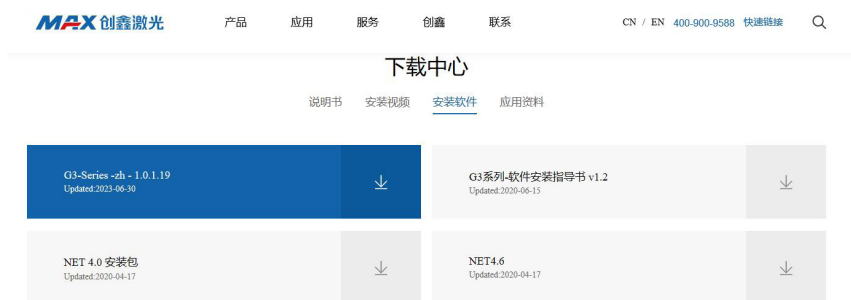 MAX 创鑫激光 产品 应用 服务 创鑫 联系 CN / EN 400-900-9588 快速链接
下载中心
说明书 安装视频 安装软件 应用资料
G3-Series -zh - 1.0.1.19
Updated:2023-06-30
G3系列-软件安装指导书 v1.2
Updated:2020-06-15
NET 4.0 安装包
Updated:2020-04-17
NET4.6
Updated:2020-04-17